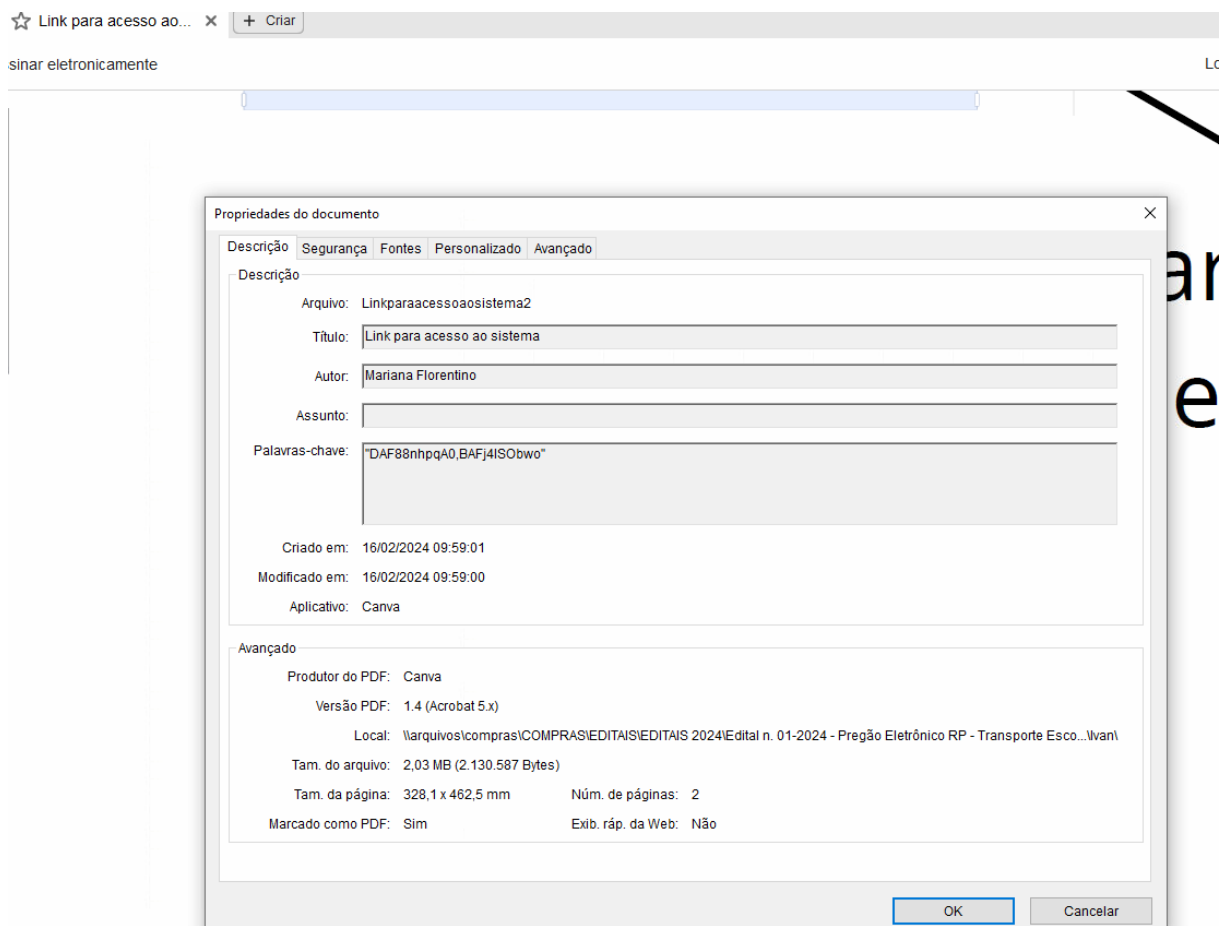 Link para acesso ao... × + Criar
sinar eletronicamente Lo
ar
e
Propriedades do documento
Descrição Segurança Fontes Personalizado Avançado
Descrição
Arquivo: Linkparaacessoaosistema2
Título: Link para acesso ao sistema
Autor: Mariana Florentino
Assunto:
Palavras-chave: "DAF88nhpqA0,BAFj4ISObwo"
Criado em: 16/02/2024 09:59:01
Modificado em: 16/02/2024 09:59:00
Aplicativo: Canva
Avançado
Produtor do PDF: Canva
Versão PDF: 1.4 (Acrobat 5.x)
Local: \\arquivos\compras\COMPRAS\EDITAIS\EDITAIS 2024\Edital n. 01-2024 - Pregão Eletrônico RP - Transporte Esco...\Ivan\
Tam. do arquivo: 2,03 MB (2.130.587 Bytes)
Tam. da página: 328,1 x 462,5 mm Núm. de páginas: 2
Marcado como PDF: Sim Exib. ráp. da Web: Não
OK Cancelar